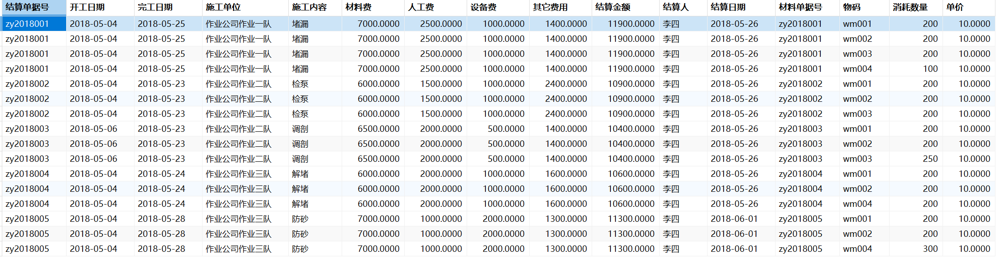 结算单据号 开工日期 完工日期 施工单位 施工内容 材料费 人工费 设备费 其它费用 结算金额 结算人 结算日期 材料单据号 物码 消耗数量 单价
zy2018001 2018-05-04 2018-05-25 作业公司作业一队 堵漏 7000.0000 2500.0000 1000.0000 1400.0000 11900.0000 李四 2018-05-26 zy2018001 wm001 200 10.0000
zy2018001 2018-05-04 2018-05-25 作业公司作业一队 堵漏 7000.0000 2500.0000 1000.0000 1400.0000 11900.0000 李四 2018-05-26 zy2018001 wm002 200 10.0000
zy2018001 2018-05-04 2018-05-25 作业公司作业一队 堵漏 7000.0000 2500.0000 1000.0000 1400.0000 11900.0000 李四 2018-05-26 zy2018001 wm003 200 10.0000
zy2018001 2018-05-04 2018-05-25 作业公司作业一队 堵漏 7000.0000 2500.0000 1000.0000 1400.0000 11900.0000 李四 2018-05-26 zy2018001 wm004 100 10.0000
zy2018002 2018-05-04 2018-05-23 作业公司作业二队 检泵 6000.0000 1500.0000 1000.0000 2400.0000 10900.0000 李四 2018-05-26 zy2018002 wm001 200 10.0000
zy2018002 2018-05-04 2018-05-23 作业公司作业二队 检泵 6000.0000 1500.0000 1000.0000 2400.0000 10900.0000 李四 2018-05-26 zy2018002 wm002 200 10.0000
zy2018002 2018-05-04 2018-05-23 作业公司作业二队 检泵 6000.0000 1500.0000 1000.0000 2400.0000 10900.0000 李四 2018-05-26 zy2018002 wm003 200 10.0000
zy2018003 2018-05-06 2018-05-23 作业公司作业二队 调剖 6500.0000 2000.0000 500.0000 1400.0000 10400.0000 李四 2018-05-26 zy2018003 wm001 200 10.0000
zy2018003 2018-05-06 2018-05-23 作业公司作业二队 调剖 6500.0000 2000.0000 500.0000 1400.0000 10400.0000 李四 2018-05-26 zy2018003 wm002 200 10.0000
zy2018003 2018-05-06 2018-05-23 作业公司作业二队 调剖 6500.0000 2000.0000 500.0000 1400.0000 10400.0000 李四 2018-05-26 zy2018003 wm003 250 10.0000
zy2018004 2018-05-04 2018-05-24 作业公司作业三队 解堵 6000.0000 2000.0000 1000.0000 1600.0000 10600.0000 李四 2018-05-26 zy2018004 wm001 200 10.0000
zy2018004 2018-05-04 2018-05-24 作业公司作业三队 解堵 6000.0000 2000.0000 1000.0000 1600.0000 10600.0000 李四 2018-05-26 zy2018004 wm002 200 10.0000
zy2018004 2018-05-04 2018-05-24 作业公司作业三队 解堵 6000.0000 2000.0000 1000.0000 1600.0000 10600.0000 李四 2018-05-26 zy2018004 wm004 200 10.0000
zy2018005 2018-05-04 2018-05-28 作业公司作业三队 防砂 7000.0000 1000.0000 2000.0000 1300.0000 11300.0000 李四 2018-06-01 zy2018005 wm001 200 10.0000
zy2018005 2018-05-04 2018-05-28 作业公司作业三队 防砂 7000.0000 1000.0000 2000.0000 1300.0000 11300.0000 李四 2018-06-01 zy2018005 wm002 200 10.0000
zy2018005 2018-05-04 2018-05-28 作业公司作业三队 防砂 7000.0000 1000.0000 2000.0000 1300.0000 11300.0000 李四 2018-06-01 zy2018005 wm004 300 10.0000